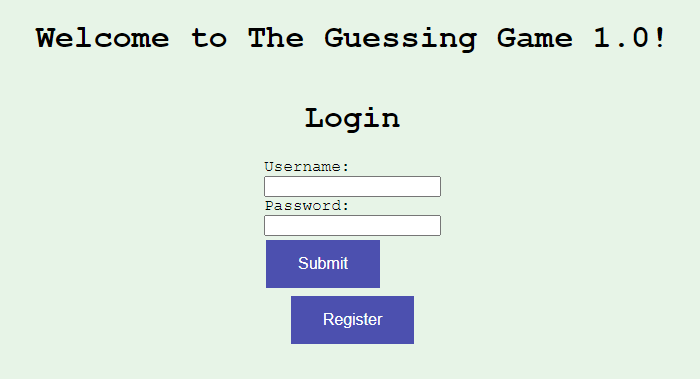 Welcome to The Guessing Game 1.0!
Login
Username:
Password:
Submit
Register